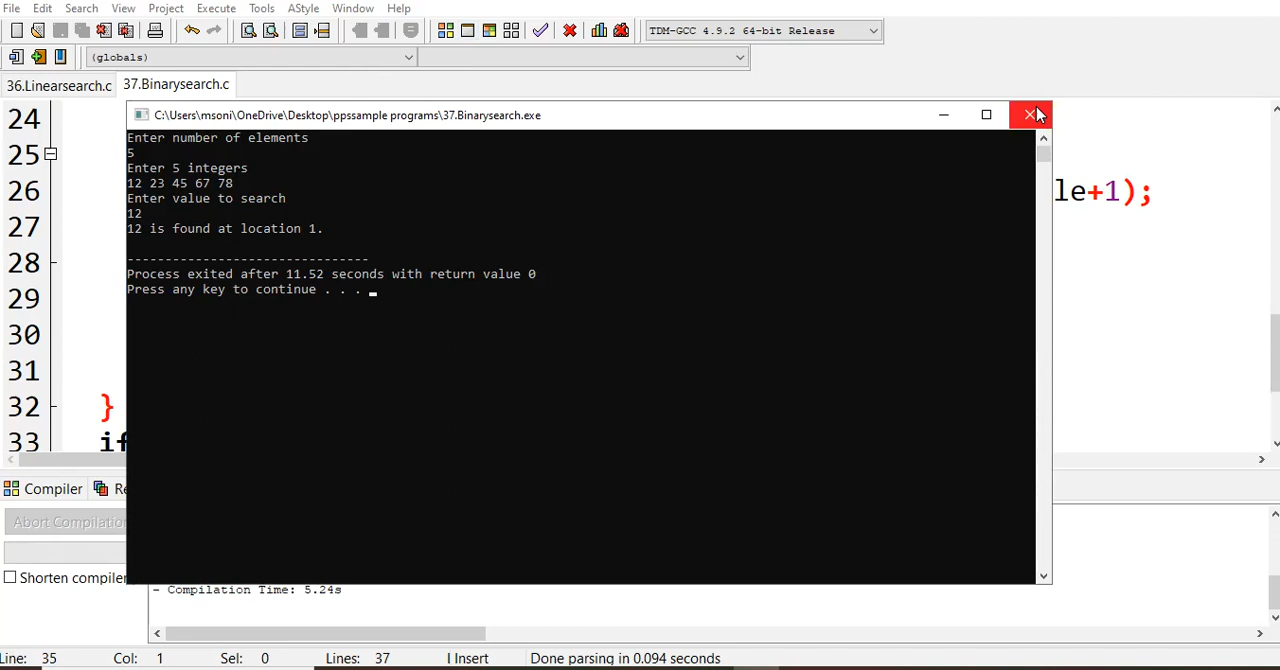 File Edit Search View Project Execute Tools AStyle Window Help
TDM-GCC 4.9.2 64-bit Release
(globals)
36.Linearsearch.c 37.Binarysearch.c
C:\Users\msoni\OneDrive\Desktop\ppssample programs\37.Binarysearch.exe
24
Enter number of elements
5
25
Enter 5 integers
12 23 45 67 78
26 le+1);
Enter value to search
12
27
12 is found at location 1.
28
--------------------------------
Process exited after 11.52 seconds with return value 0
Press any key to continue . . .
29
30
31
32 }
33 if
Compiler Re
Abort Compilation
Shorten compiler
- Compilation Time: 5.24s
Line: 35 Col: 1 Sel: 0 Lines: 37 Insert Done parsing in 0.094 seconds